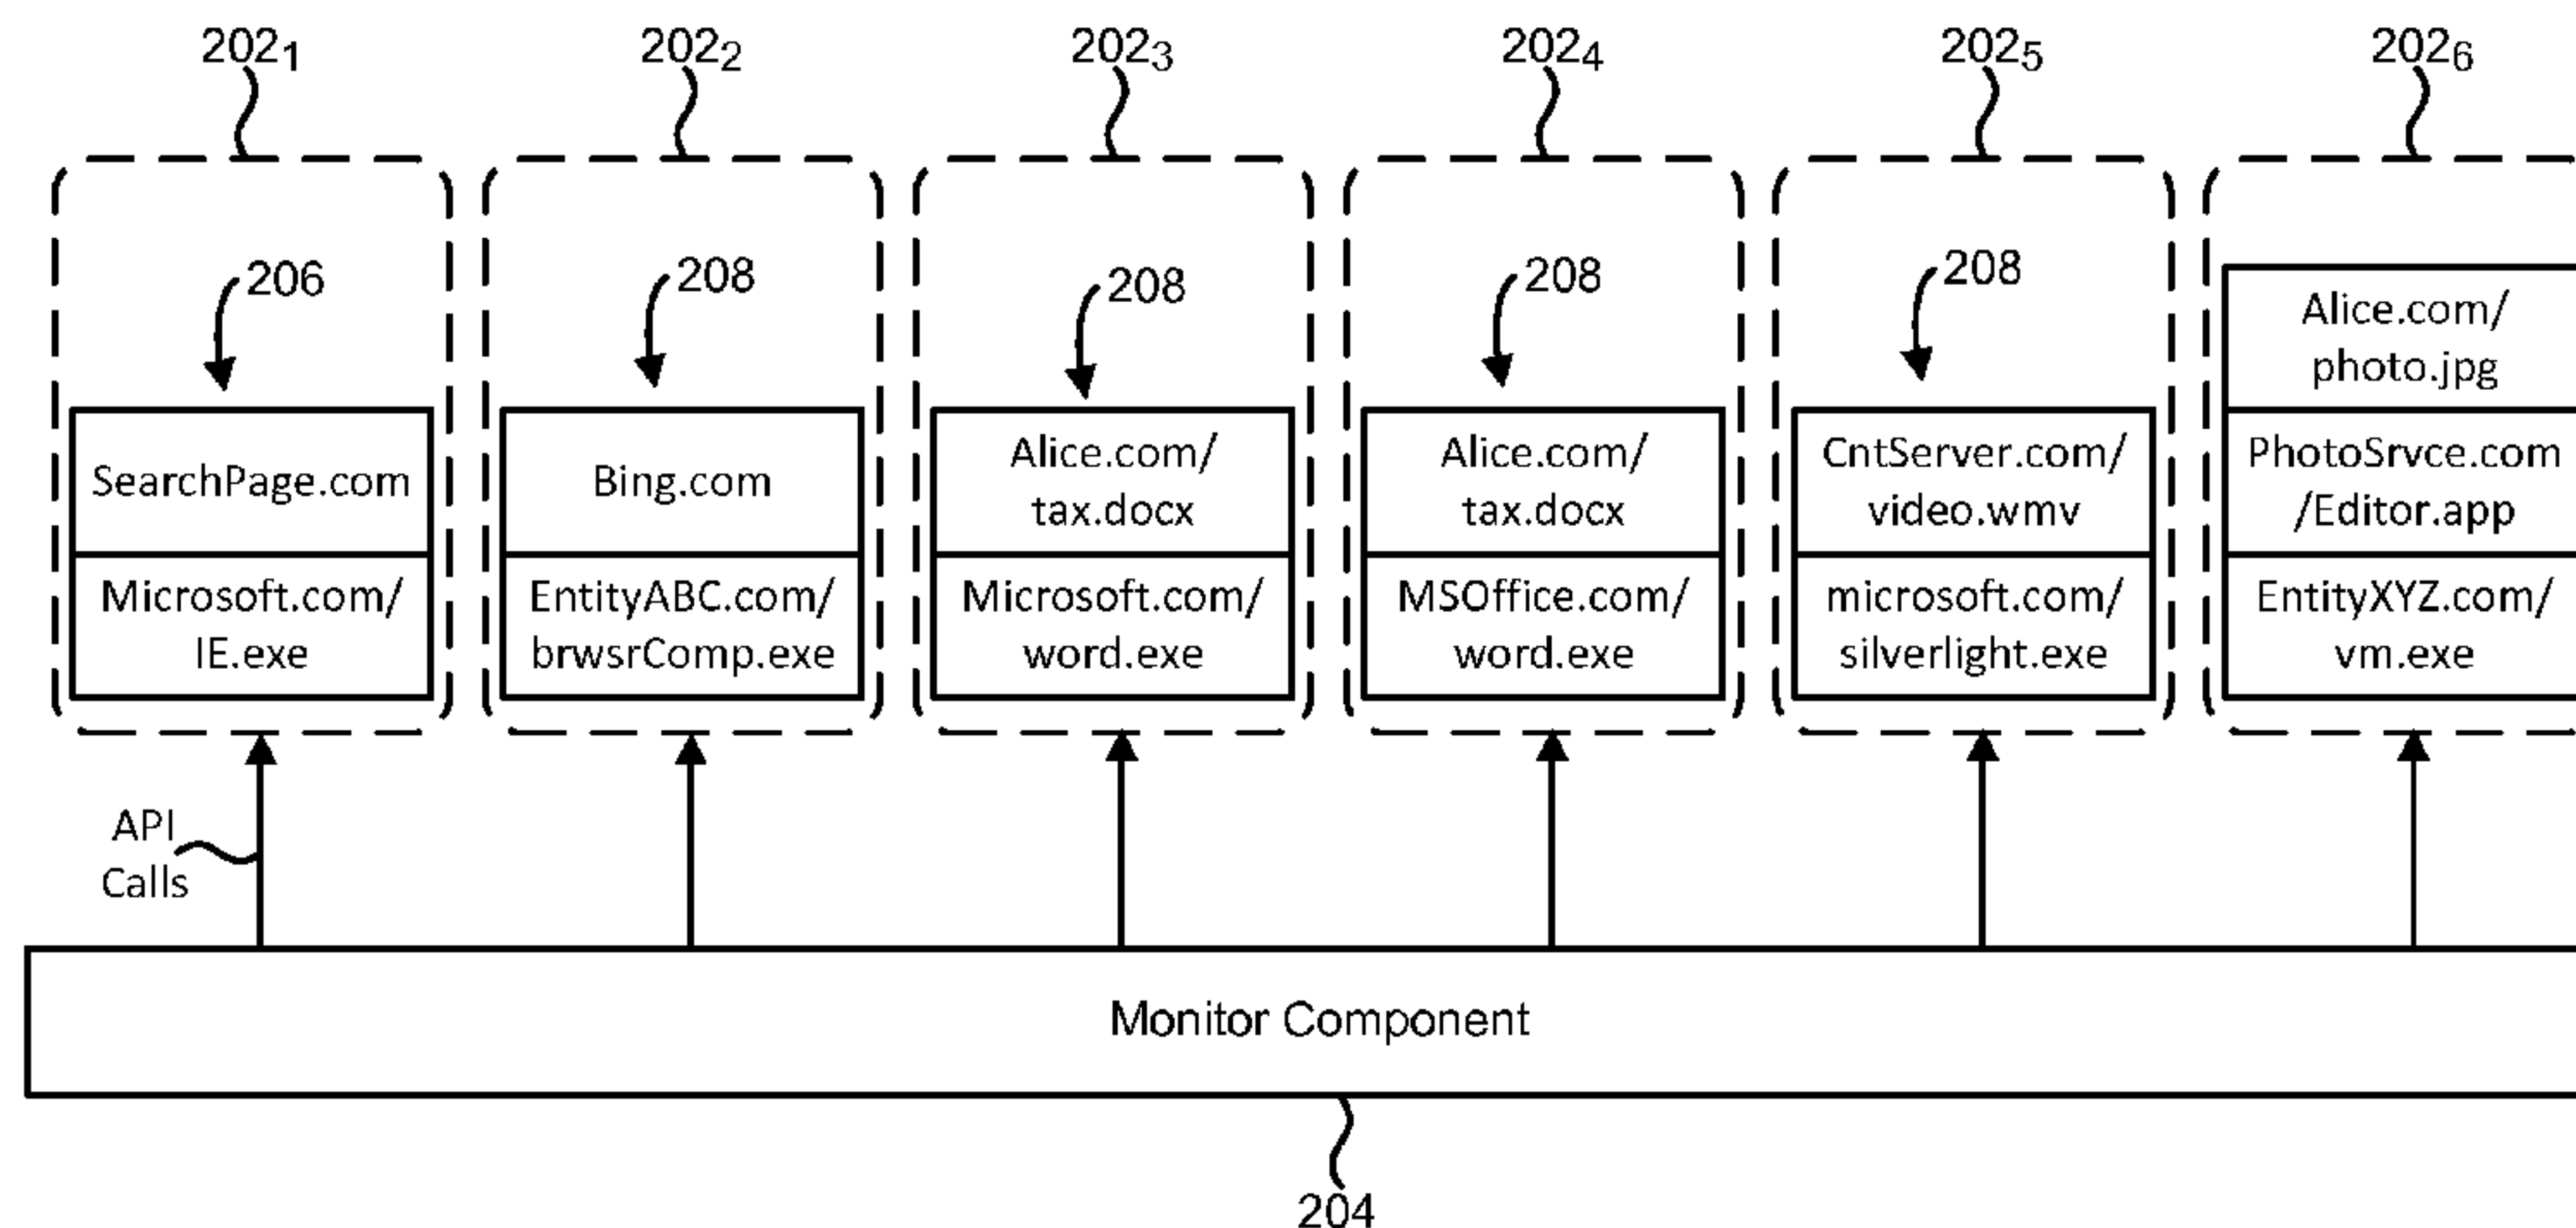 202₁
202₂
202₃
202₄
202₅
202₆
206
208
208
208
208
SearchPage.com
Microsoft.com/
IE.exe
Bing.com
EntityABC.com/
brwsrComp.exe
Alice.com/
tax.docx
Microsoft.com/
word.exe
Alice.com/
tax.docx
MSOffice.com/
word.exe
CntServer.com/
video.wmv
microsoft.com/
silverlight.exe
Alice.com/
photo.jpg
PhotoSrvce.com
/Editor.app
EntityXYZ.com/
vm.exe
API
Calls
Monitor Component
204